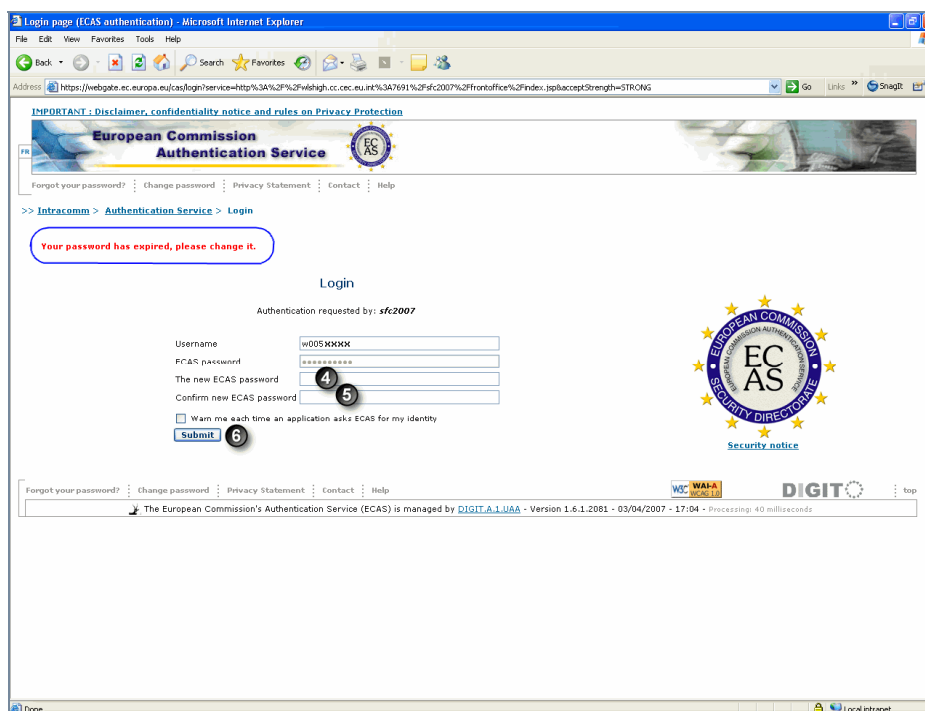 Login page (ECAS authentication) - Microsoft Internet Explorer
File Edit View Favorites Tools Help
Back Search Favorites
Address https://webgate.ec.europa.eu/cas/login?service=http%3A%2F%2Fwlshigh.cc.cec.eu.int%3A7691%2Fsfc2007%2Ffrontoffice%2Findex.jsp&acceptStrength=STRONG Go Links » SnagIt
IMPORTANT : Disclaimer, confidentiality notice and rules on Privacy Protection
FR
European Commission
Authentication Service
EC
AS
Forgot your password? Change password Privacy Statement Contact Help
>> Intracomm > Authentication Service > Login
Your password has expired, please change it.
Login
Authentication requested by: sfc2007
Username w005xxxx
ECAS password
The new ECAS password 4
Confirm new ECAS password 5
Warn me each time an application asks ECAS for my identity
Submit 6
EUROPEAN COMMISSION
EUROPEAN COMMISSION AUTHENTICATION SERVICE
EC
AS
SECURITY DIRECTORATE
Security notice
Forgot your password? Change password Privacy Statement Contact Help W3C WAI-A WCAG 1.0 DIGIT top
The European Commission's Authentication Service (ECAS) is managed by DIGIT.A.1.UAA - Version 1.6.1.2081 - 03/04/2007 - 17:04 - Processing: 40 milliseconds
Done Local intranet